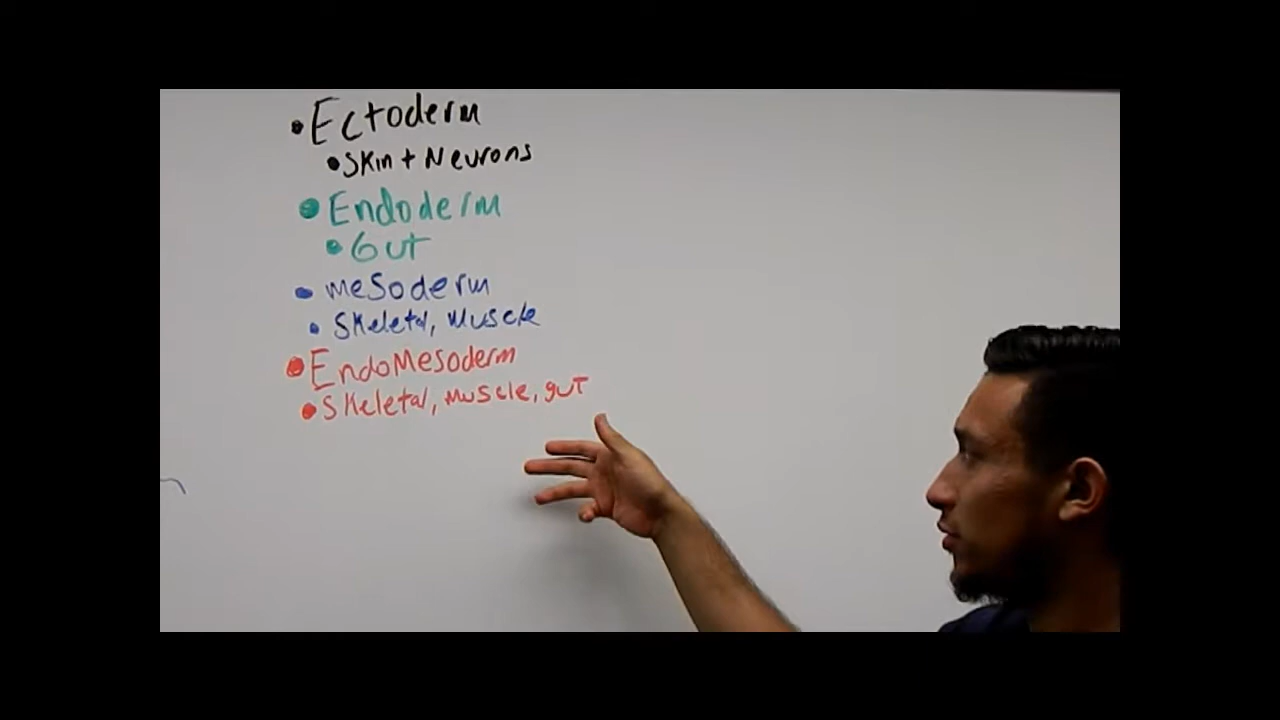 • Ectoderm
• Skin + Neurons
• Endoderm
• Gut
• mesoderm
• Skeletal, Muscle
• EndoMesoderm
• Skeletal, Muscle, gut